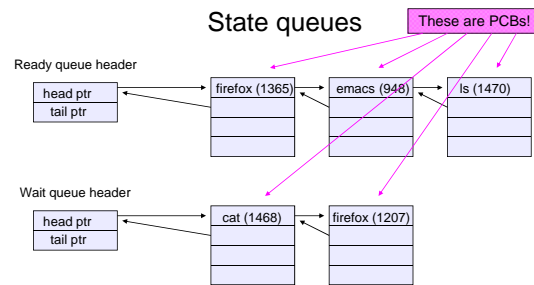 State queues
These are PCBs!
Ready queue header
head ptr
tail ptr
firefox (1365)
emacs (948)
ls (1470)
Wait queue header
head ptr
tail ptr
cat (1468)
firefox (1207)